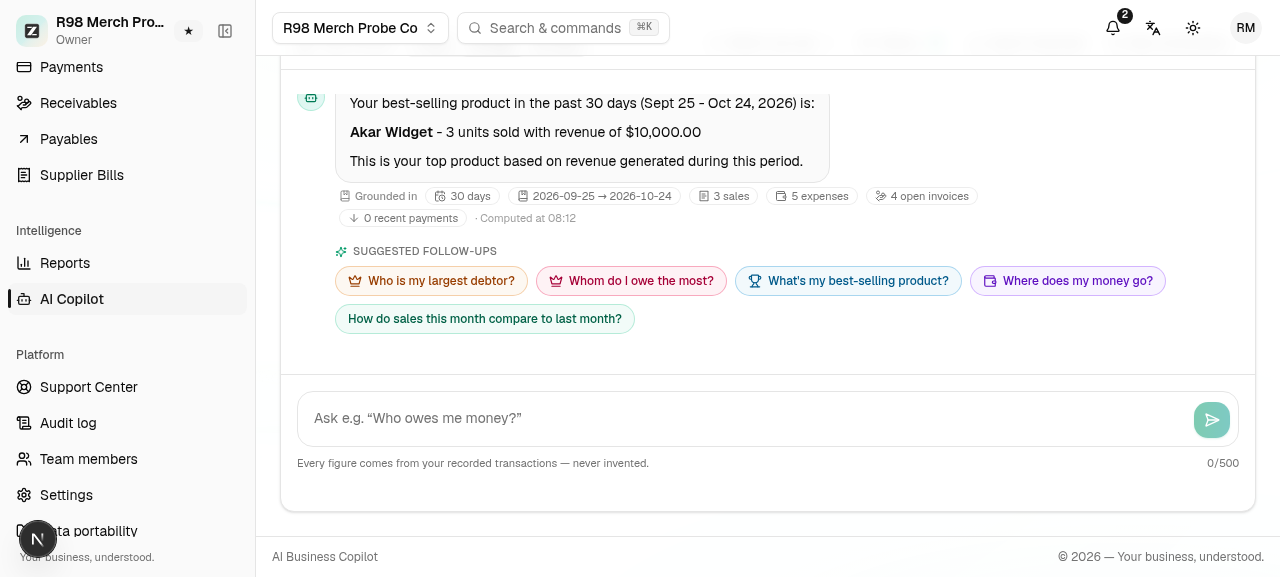 R98 Merch Pro...
Owner
Payments
Receivables
Payables
Supplier Bills
Intelligence
Reports
AI Copilot
Platform
Support Center
Audit log
Team members
Settings
Your business, understood.
R98 Merch Probe Co
Search & commands
⌘K
2
RM
Your best-selling product in the past 30 days (Sept 25 - Oct 24, 2026) is:
Akar Widget - 3 units sold with revenue of $10,000.00
This is your top product based on revenue generated during this period.
Grounded in 30 days 2026-09-25 → 2026-10-24 3 sales 5 expenses 4 open invoices
0 recent payments · Computed at 08:12
SUGGESTED FOLLOW-UPS
Who is my largest debtor? Whom do I owe the most? What's my best-selling product? Where does my money go?
How do sales this month compare to last month?
Ask e.g. “Who owes me money?”
Every figure comes from your recorded transactions — never invented.
0/500
AI Business Copilot
© 2026 — Your business, understood.